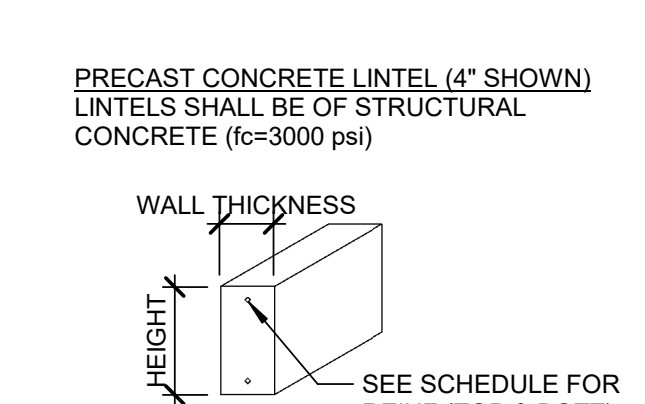 PRECAST CONCRETE LINTEL (4" SHOWN)
LINTELS SHALL BE OF STRUCTURAL
CONCRETE (fc=3000 psi)
WALL THICKNESS
HEIGHT
SEE SCHEDULE FOR